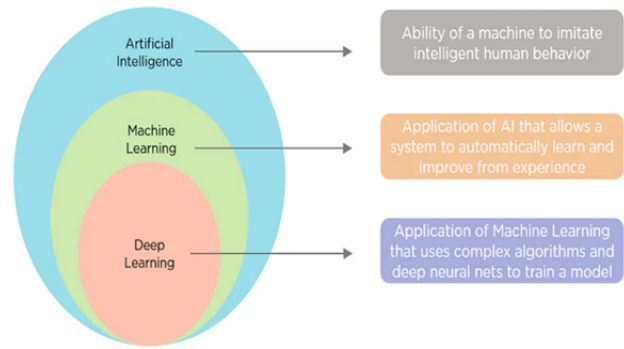 Artificial
Intelligence
Ability of a machine to imitate
intelligent human behavior
Machine
Learning
Application of AI that allows a
system to automatically learn and
improve from experience
Deep
Learning
Application of Machine Learning
that uses complex algorithms and
deep neural nets to train a model